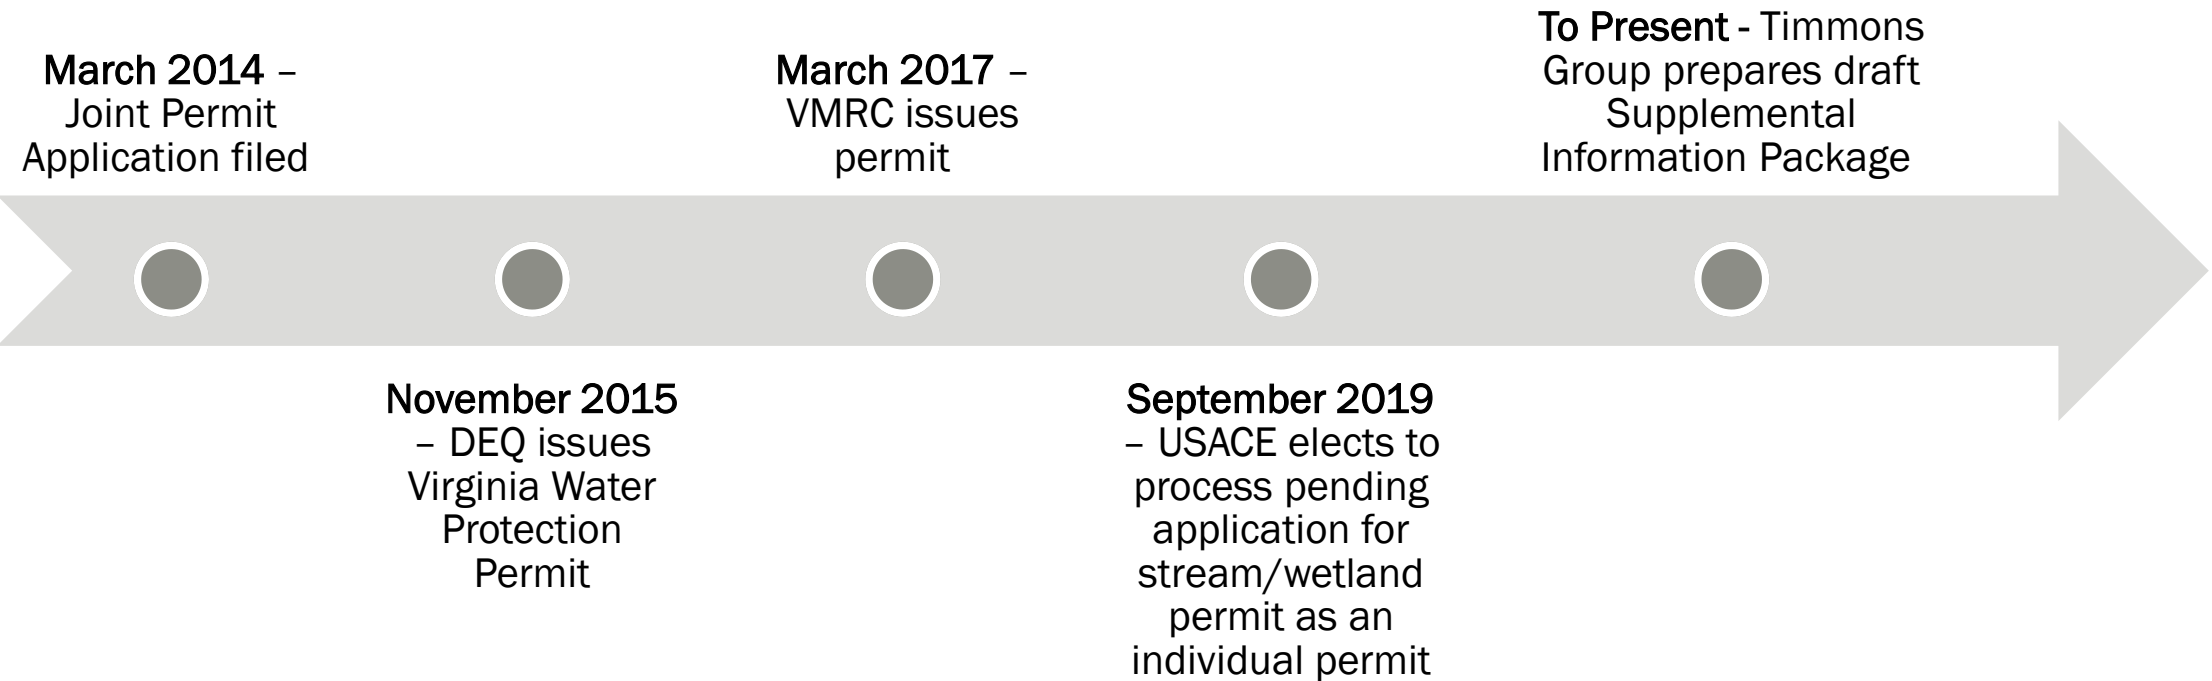 March 2014 –
Joint Permit
Application filed
November 2015
– DEQ issues
Virginia Water
Protection
Permit
March 2017 –
VMRC issues
permit
September 2019
– USACE elects to
process pending
application for
stream/wetland
permit as an
individual permit
To Present - Timmons
Group prepares draft
Supplemental
Information Package